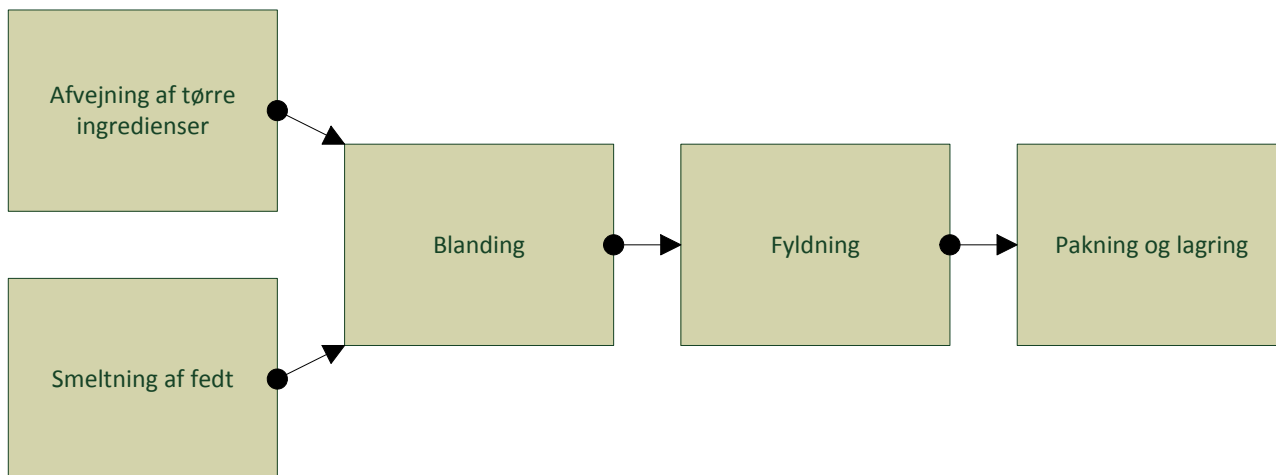 Afvejning af tørre
ingredienser
Smeltning af fedt
Blanding
Fyldning
Pakning og lagring